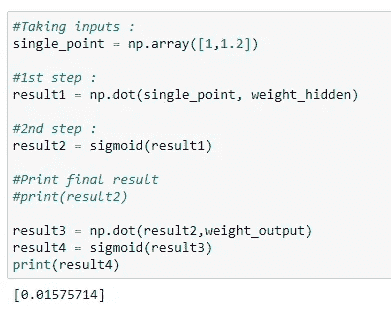 #Taking inputs :
single_point = np.array([1,1.2])
#1st step :
result1 = np.dot(single_point, weight_hidden)
#2nd step :
result2 = sigmoid(result1)
#Print final result
#print(result2)
result3 = np.dot(result2,weight_output)
result4 = sigmoid(result3)
print(result4)
[0.01575714]